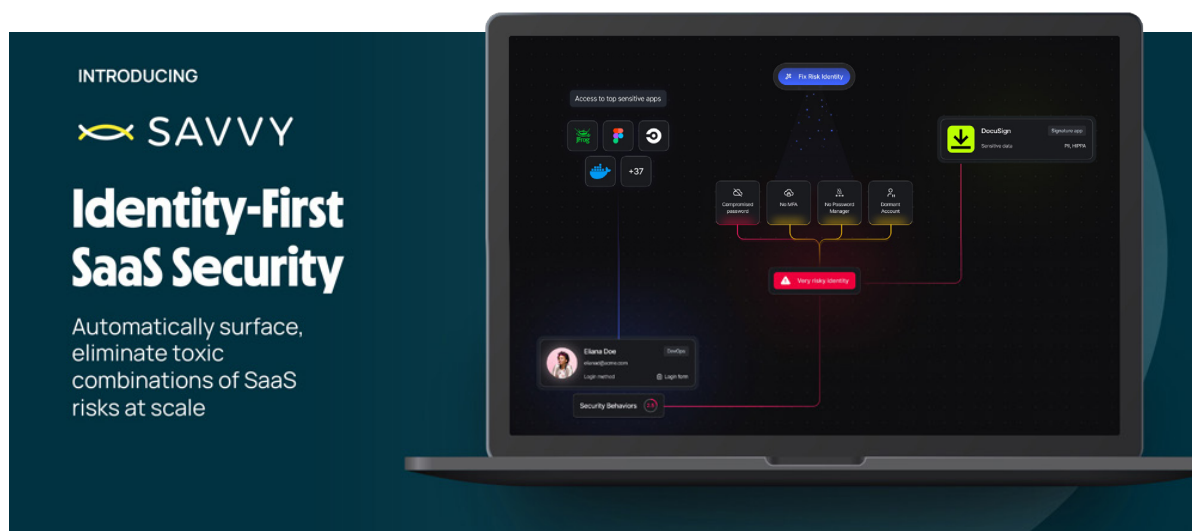 INTRODUCING
SAVVY
Identity-First
SaaS Security
Automatically surface,
eliminate toxic
combinations of SaaS
risks at scale
Fix Risk Identity
Access to top sensitive apps
JFrog
+37
DocuSign
Signature app
Sensitive data
PII, HIPPA
Compromised
password
No MFA
No Password
Manager
Dormant
Account
Very risky identity
Eliana Doe
DevOps
Login method
Login form
Security Behaviors